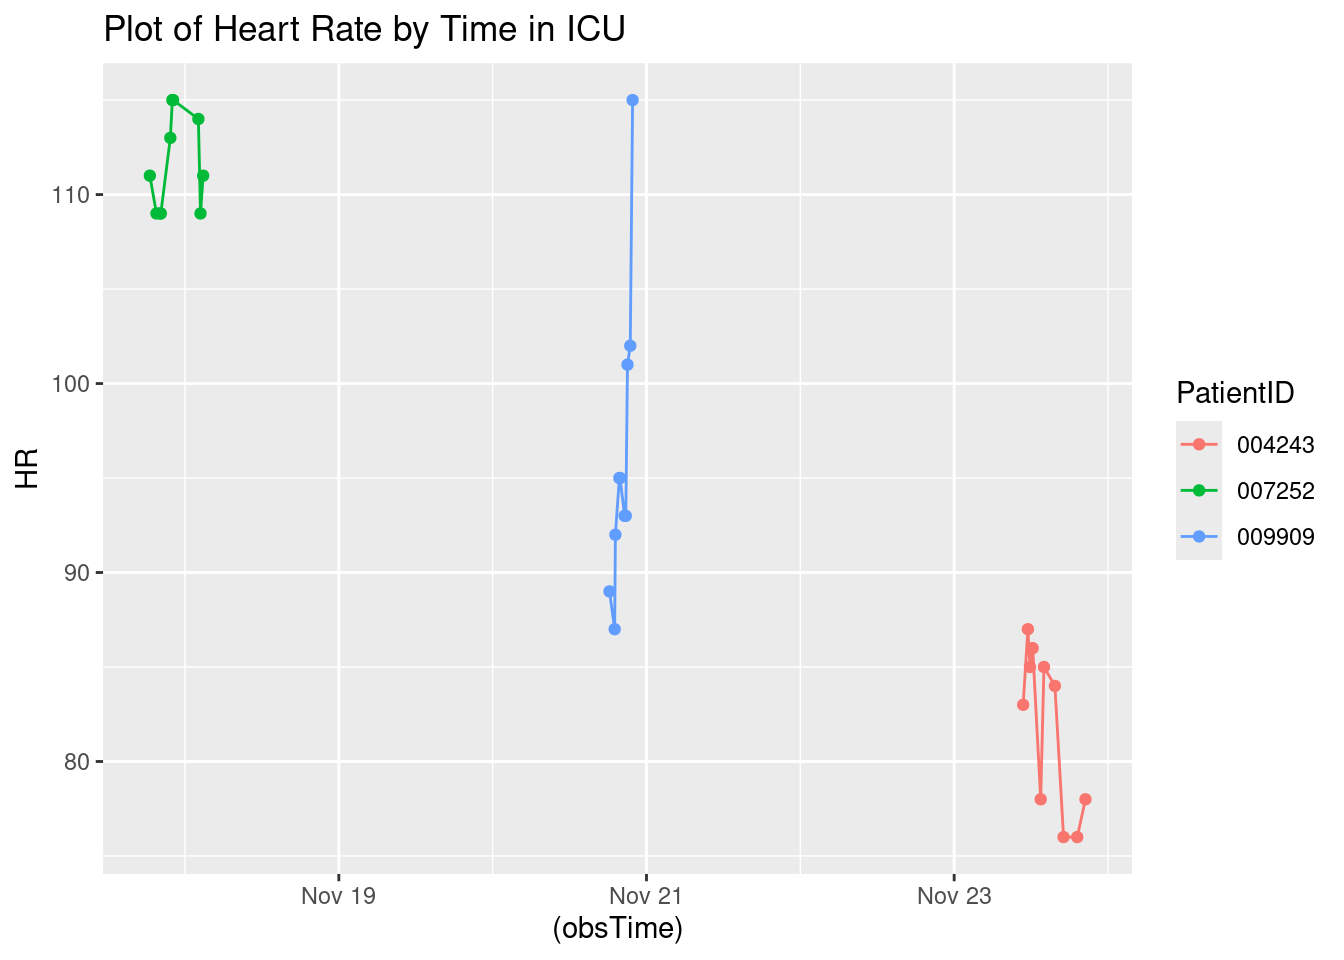 Plot of Heart Rate by Time in ICU
110
100
90
80
HR
Nov 19
Nov 21
Nov 23
(obsTime)
PatientID
004243
007252
009909